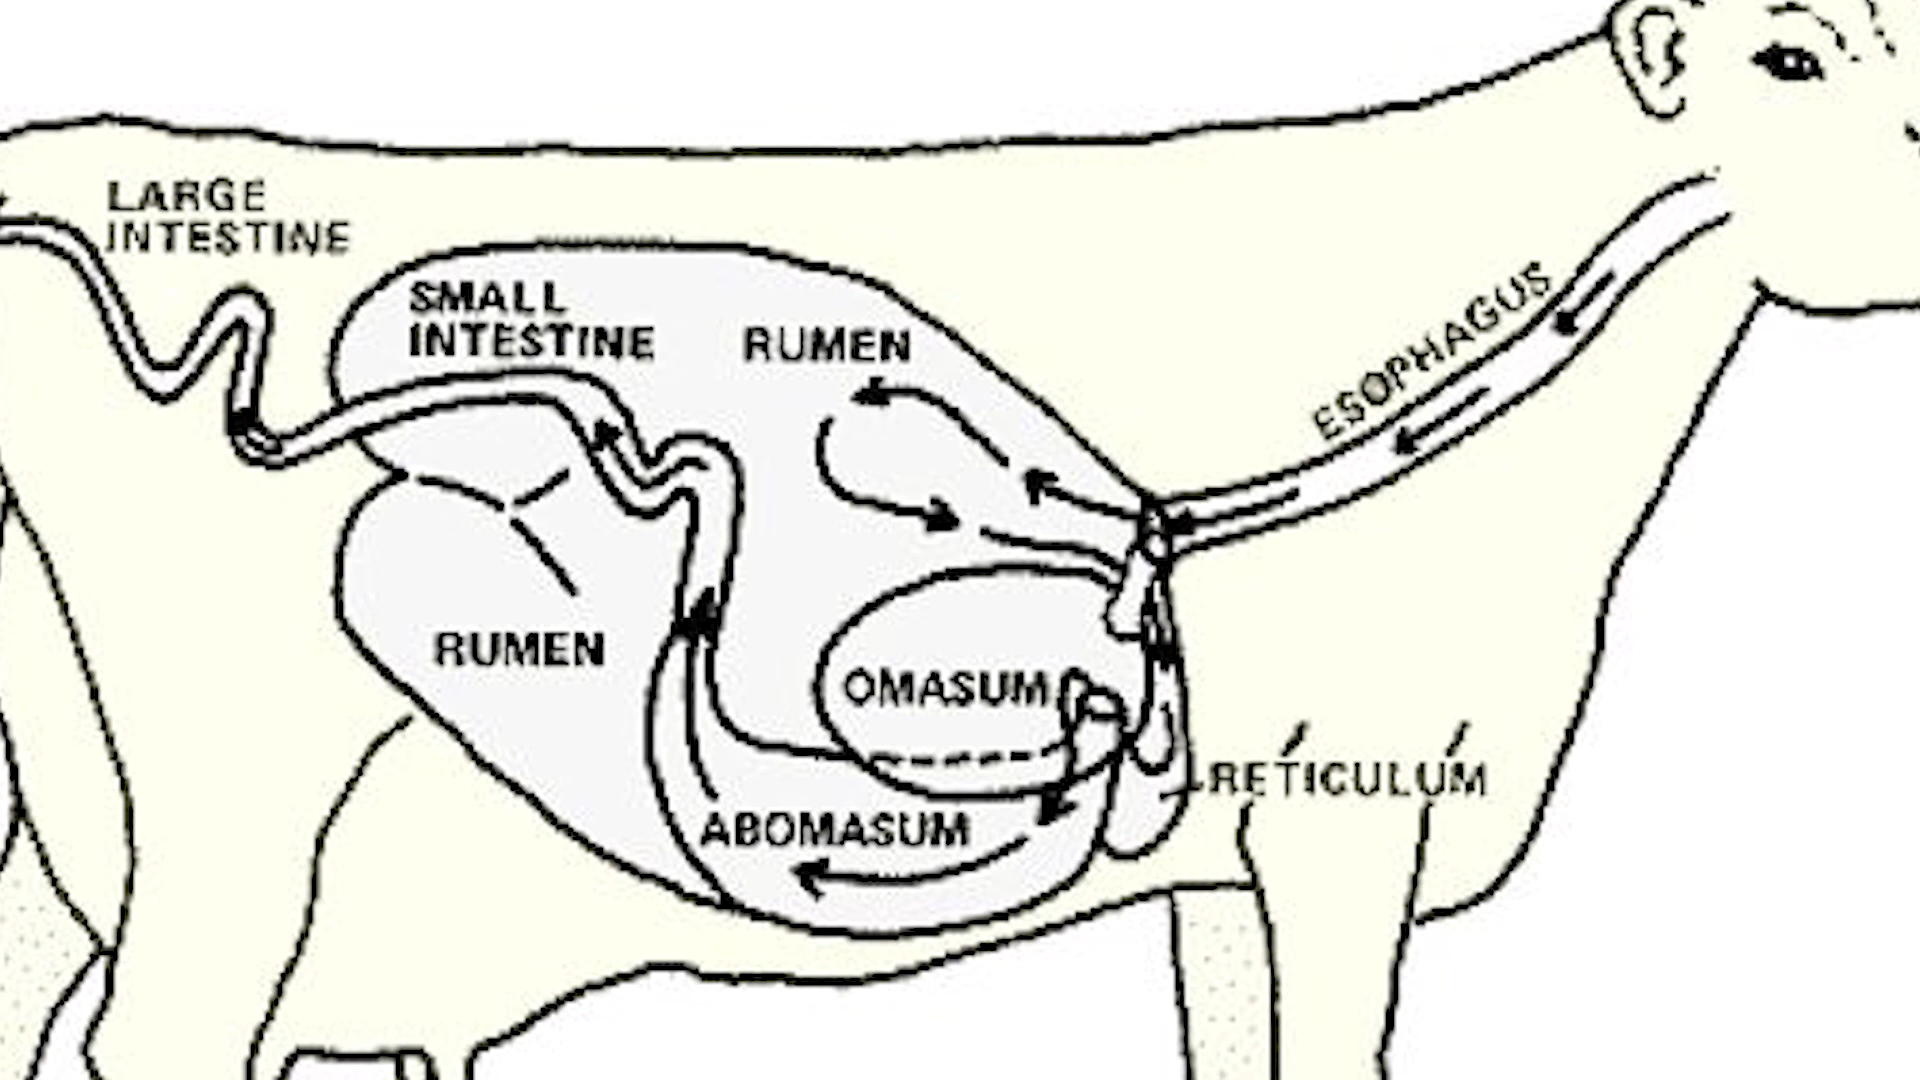 LARGE
INTESTINE
SMALL
INTESTINE
RUMEN
ESOPHAGUS
RUMEN
OMASUM
RETICULUM
ABOMASUM